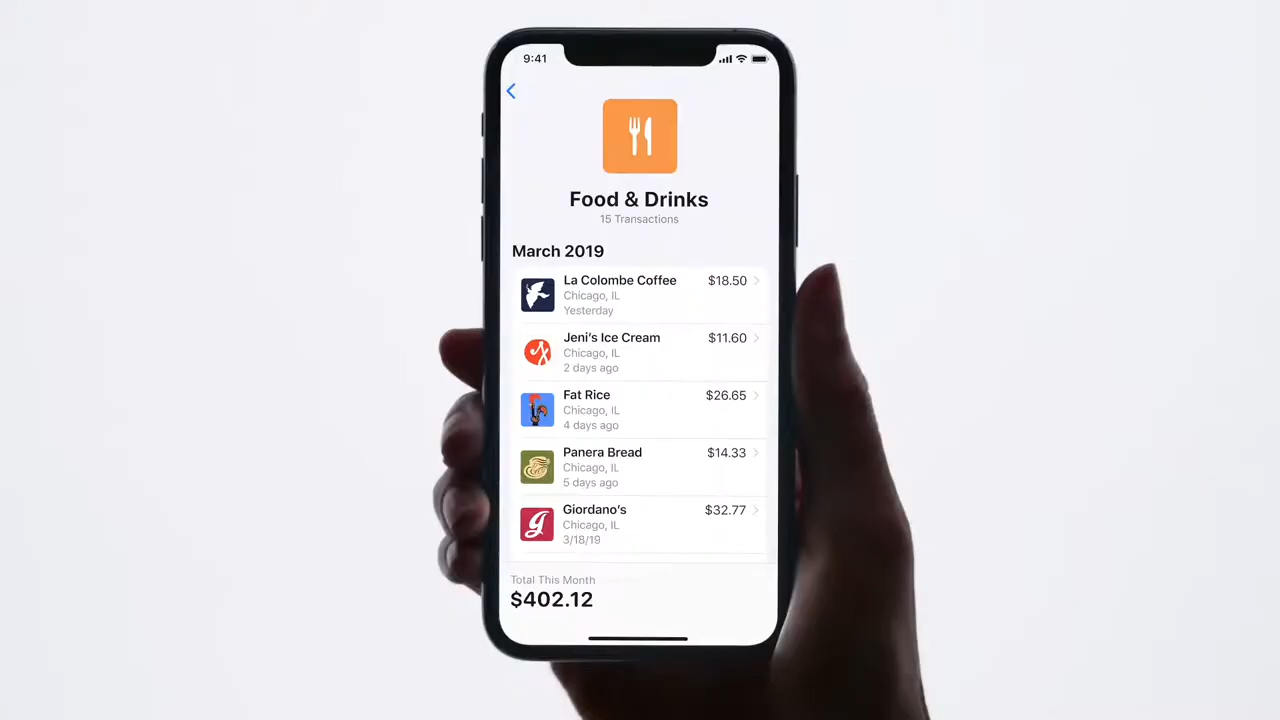 9:41
Food & Drinks
15 Transactions
March 2019
La Colombe Coffee $18.50
Chicago, IL
Yesterday
Jeni's Ice Cream $11.60
Chicago, IL
2 days ago
Fat Rice $26.65
Chicago, IL
4 days ago
Panera Bread $14.33
Chicago, IL
5 days ago
Giordano's $32.77
Chicago, IL
3/18/19
Total This Month
$402.12